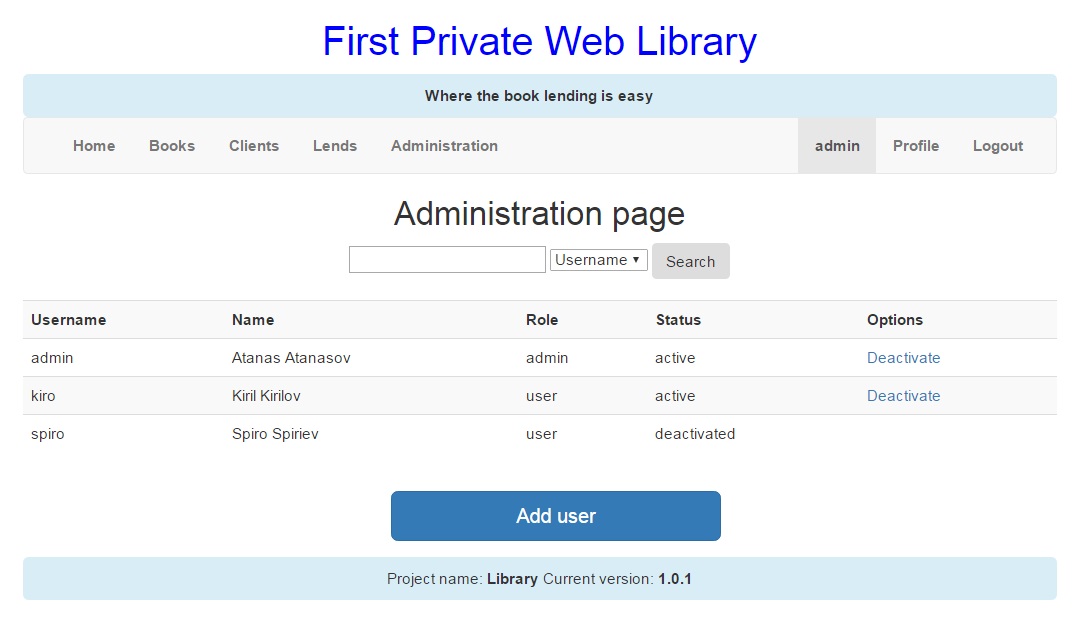 First Private Web Library
Where the book lending is easy
Home Books Clients Lends Administration admin Profile Logout
Administration page
Username ▼ Search
Username Name Role Status Options
admin Atanas Atanasov admin active Deactivate
kiro Kiril Kirilov user active Deactivate
spiro Spiro Spiriev user deactivated
Add user
Project name: Library Current version: 1.0.1